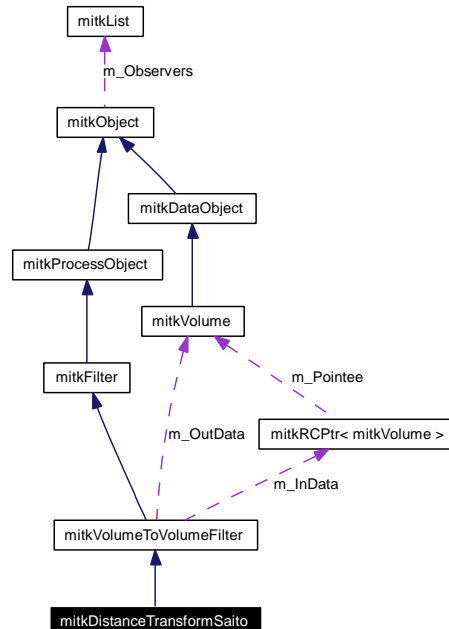 mitkList
m_Observers
mitkObject
mitkDataObject
mitkProcessObject
mitkVolume
mitkFilter
m_Pointee
m_OutData
mitkRCPtr< mitkVolume >
m_InData
mitkVolumeToVolumeFilter
mitkDistanceTransformSaito